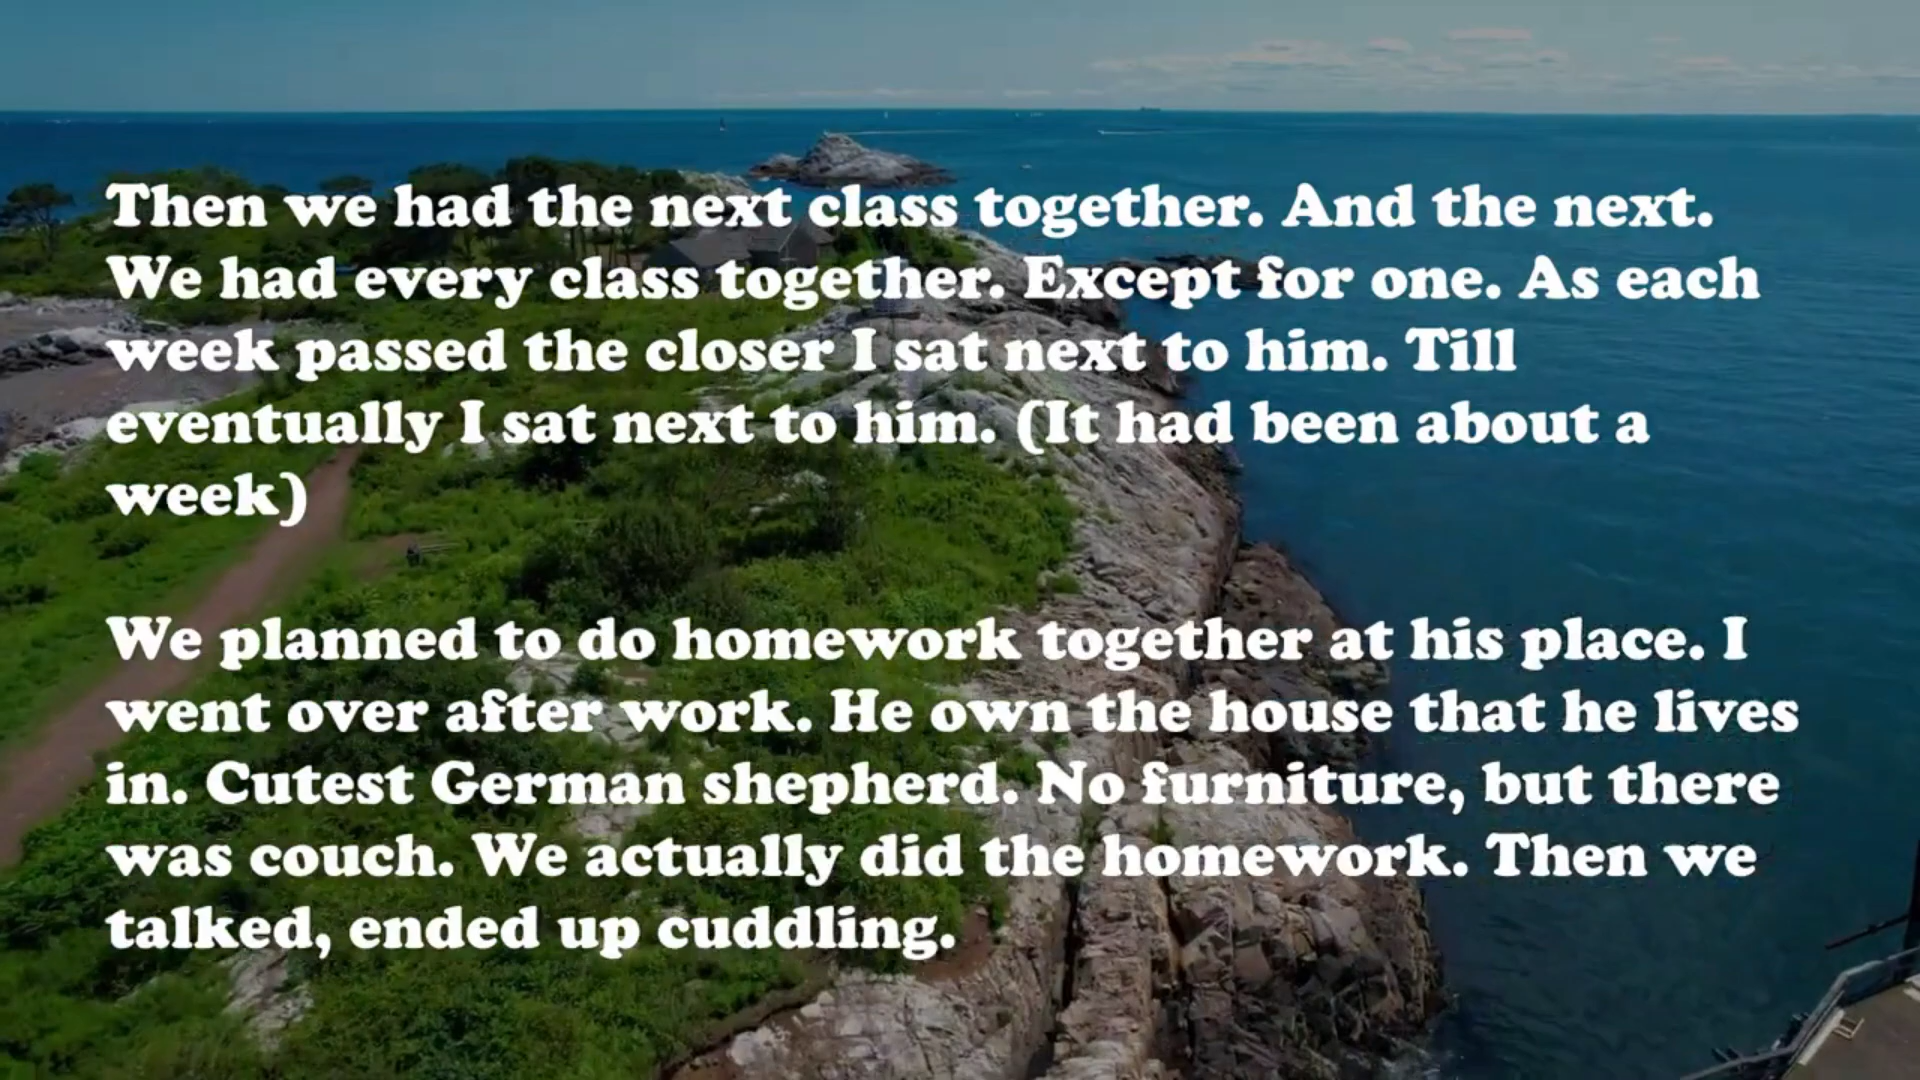 Then we had the next class together. And the next.
We had every class together. Except for one. As each
week passed the closer I sat next to him. Till
eventually I sat next to him. (It had been about a
week)
We planned to do homework together at his place. I
went over after work. He own the house that he lives
in. Cutest German shepherd. No furniture, but there
was couch. We actually did the homework. Then we
talked, ended up cuddling.